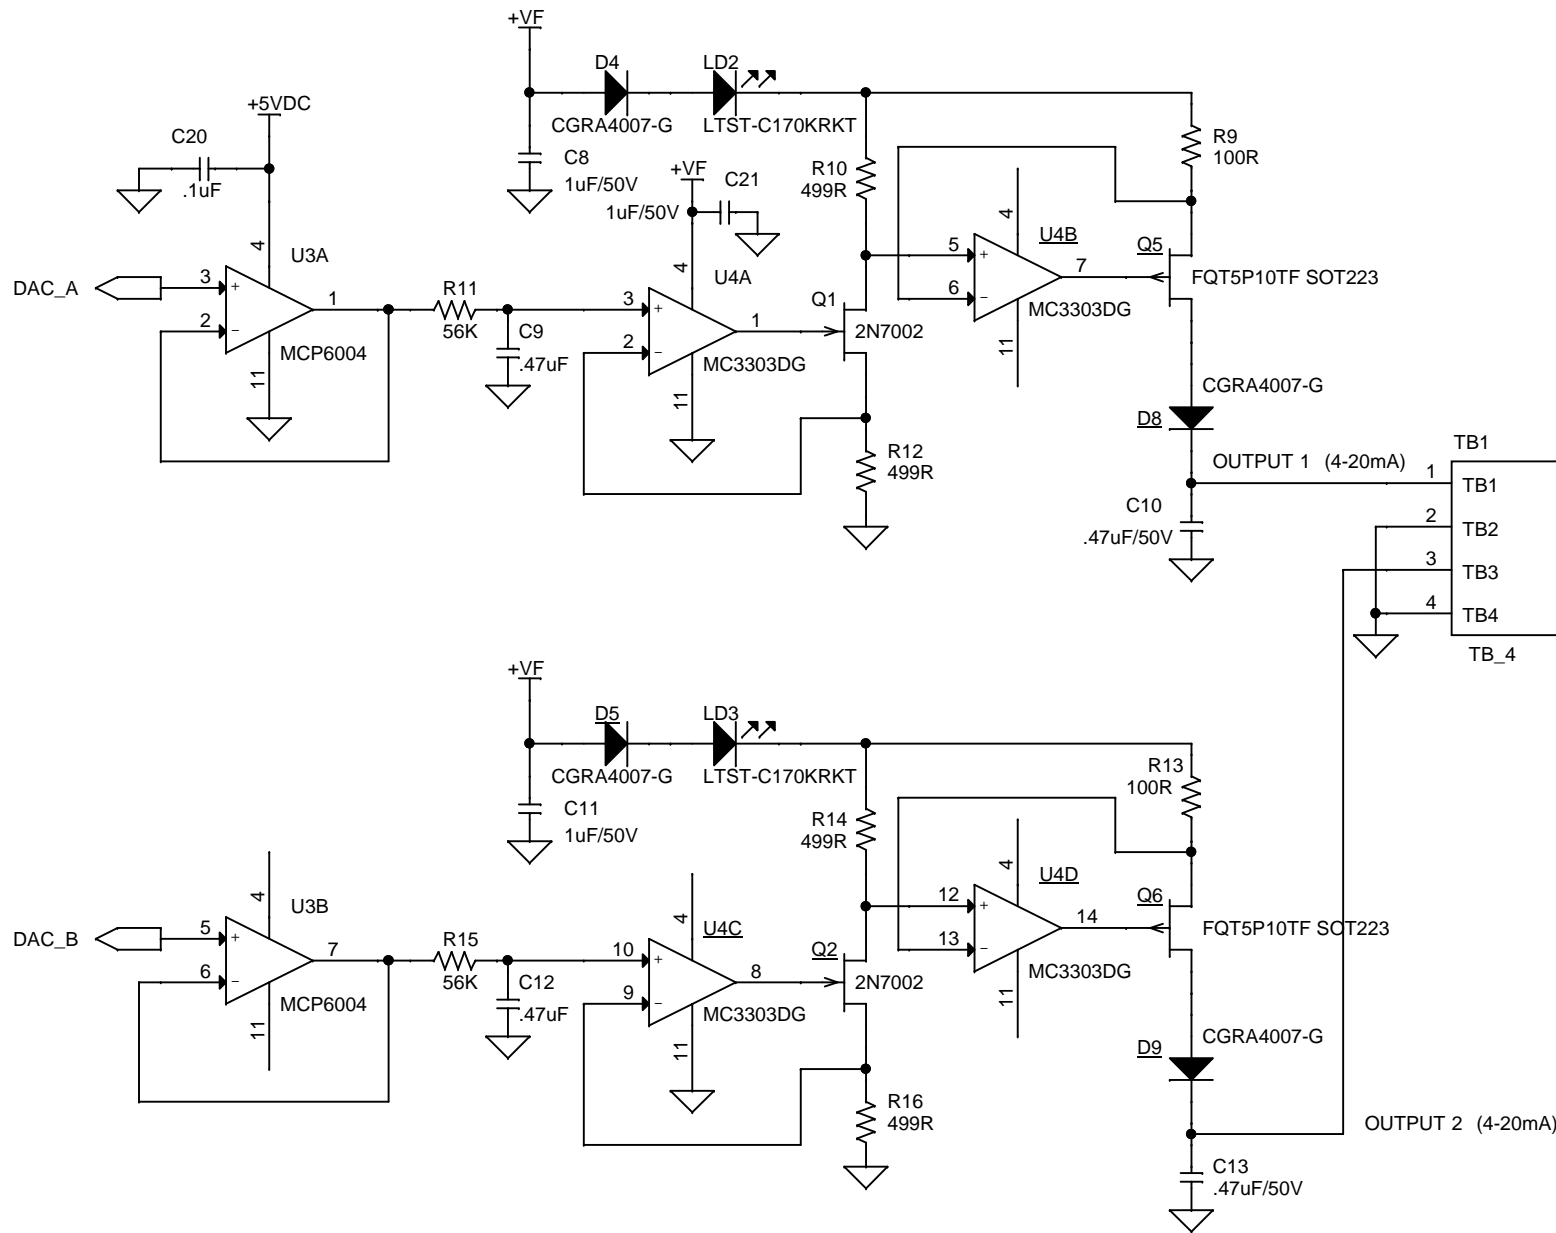 +VF
D4
LD2
CGRA4007-G
LTST-C170KRKT
C8
1uF/50V
+5VDC
C20
.1uF
4
U3A
DAC_A
3
+
2
−
1
MCP6004
11
R11
56K
C9
.47uF
+VF
C21
1uF/50V
4
U4A
3
+
2
−
1
MC3303DG
11
R10
499R
Q1
2N7002
R12
499R
R9
100R
4
U4B
5
+
6
−
7
MC3303DG
11
Q5
FQT5P10TF SOT223
CGRA4007-G
D8
OUTPUT 1 (4-20mA)
C10
.47uF/50V
TB1
1
TB1
2
TB2
3
TB3
4
TB4
TB_4
+VF
D5
LD3
CGRA4007-G
LTST-C170KRKT
C11
1uF/50V
4
U3B
DAC_B
5
+
6
−
7
MCP6004
11
R15
56K
C12
.47uF
4
U4C
10
+
9
−
8
MC3303DG
11
R14
499R
Q2
2N7002
R16
499R
R13
100R
4
U4D
12
+
13
−
14
MC3303DG
11
Q6
FQT5P10TF SOT223
CGRA4007-G
D9
OUTPUT 2 (4-20mA)
C13
.47uF/50V